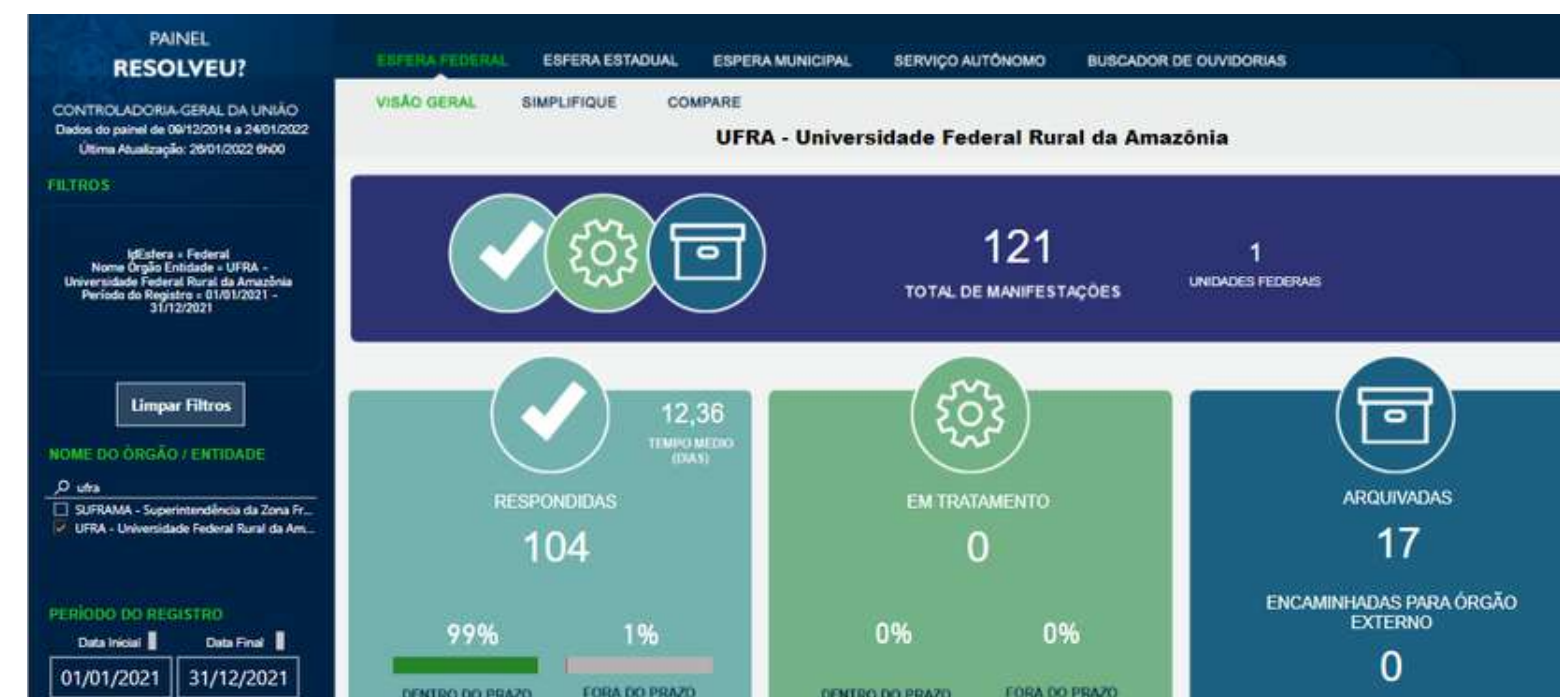 PAINEL
RESOLVEU?
CONTROLADORIA-GERAL DA UNIÃO
Dados do painel de 09/12/2014 a 24/01/2022
Última Atualização: 26/01/2022 6h00
FILTROS
IdEsfera = Federal
Nome Órgão Entidade = UFRA -
Universidade Federal Rural da Amazônia
Período do Registro = 01/01/2021 -
31/12/2021
Limpar Filtros
NOME DO ÓRGÃO / ENTIDADE
ufra
SUFRAMA - Superintendência da Zona Fr...
UFRA - Universidade Federal Rural da Am...
PERÍODO DO REGISTRO
Data Inicial Data Final
01/01/2021 31/12/2021
ESFERA FEDERAL ESFERA ESTADUAL ESPERA MUNICIPAL SERVIÇO AUTÔNOMO BUSCADOR DE OUVIDORIAS
VISÃO GERAL SIMPLIFIQUE COMPARE
UFRA - Universidade Federal Rural da Amazônia
121
TOTAL DE MANIFESTAÇÕES
1
UNIDADES FEDERAIS
12,36
TEMPO MEDIO
(DIAS)
RESPONDIDAS
104
99% 1%
DENTRO DO PRAZO FORA DO PRAZO
EM TRATAMENTO
0
0% 0%
DENTRO DO PRAZO FORA DO PRAZO
ARQUIVADAS
17
ENCAMINHADAS PARA ÓRGÃO
EXTERNO
0